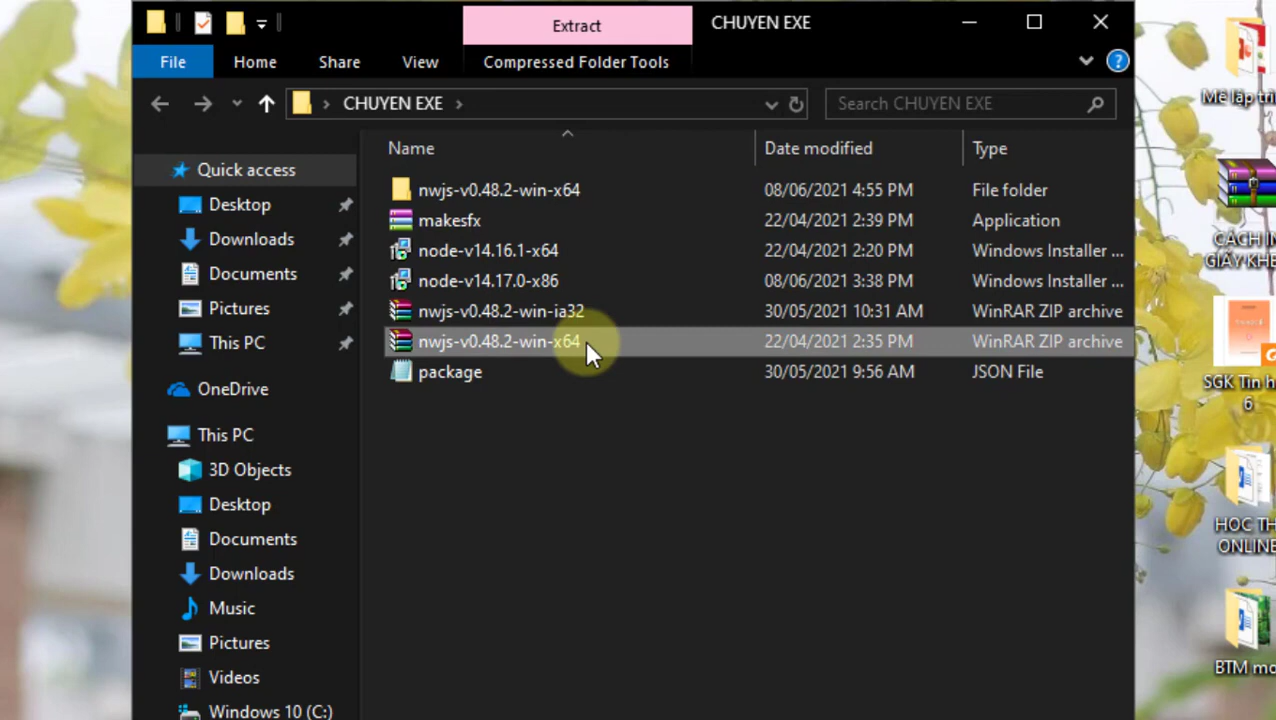 Extract
CHUYEN EXE
File
Home
Share
View
Compressed Folder Tools
?
CHUYEN EXE
Search CHUYEN EXE
Name
Date modified
Type
Quick access
Desktop
Downloads
Documents
Pictures
This PC
OneDrive
This PC
3D Objects
Desktop
Documents
Downloads
Music
Pictures
Videos
Windows 10 (C:)
nwjs-v0.48.2-win-x64 08/06/2021 4:55 PM File folder
makesfx 22/04/2021 2:39 PM Application
node-v14.16.1-x64 22/04/2021 2:20 PM Windows Installer ...
node-v14.17.0-x86 08/06/2021 3:38 PM Windows Installer ...
nwjs-v0.48.2-win-ia32 30/05/2021 10:31 AM WinRAR ZIP archive
nwjs-v0.48.2-win-x64 22/04/2021 2:35 PM WinRAR ZIP archive
package 30/05/2021 9:56 AM JSON File
Mê lập trì
CÁCH IN
GIẤY KHE
SGK Tin h
6
HOC TH
ONLINE
BTM mo